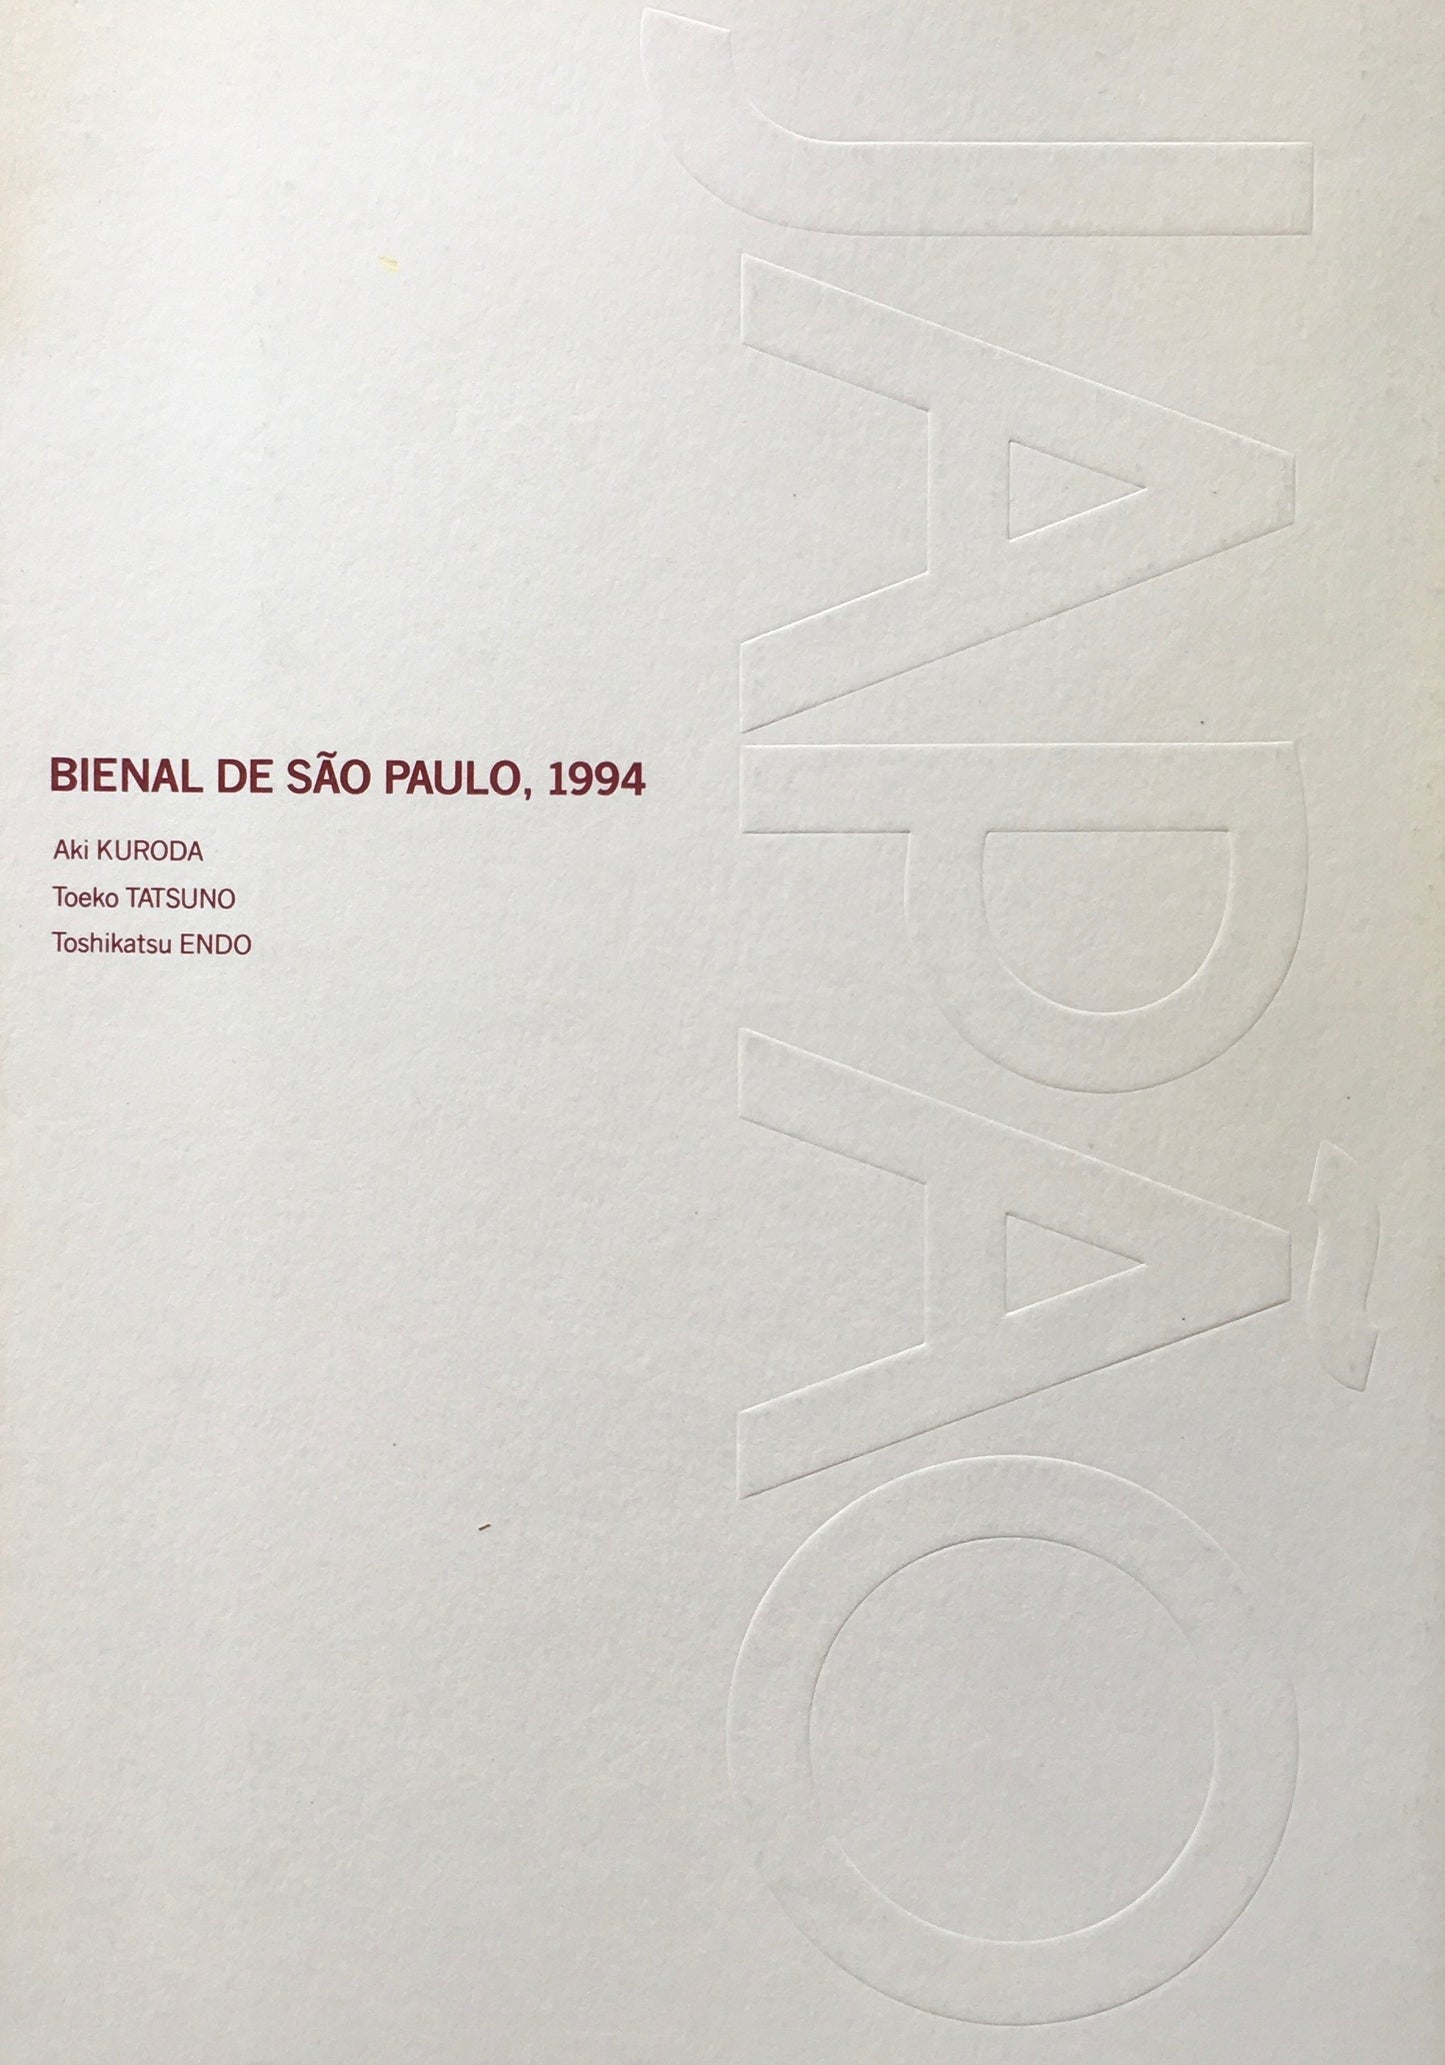 BIENAL DE SÃO PAULO, 1994
Aki KURODA
Toeko TATSUNO
Toshikatsu ENDO
JAPÃO